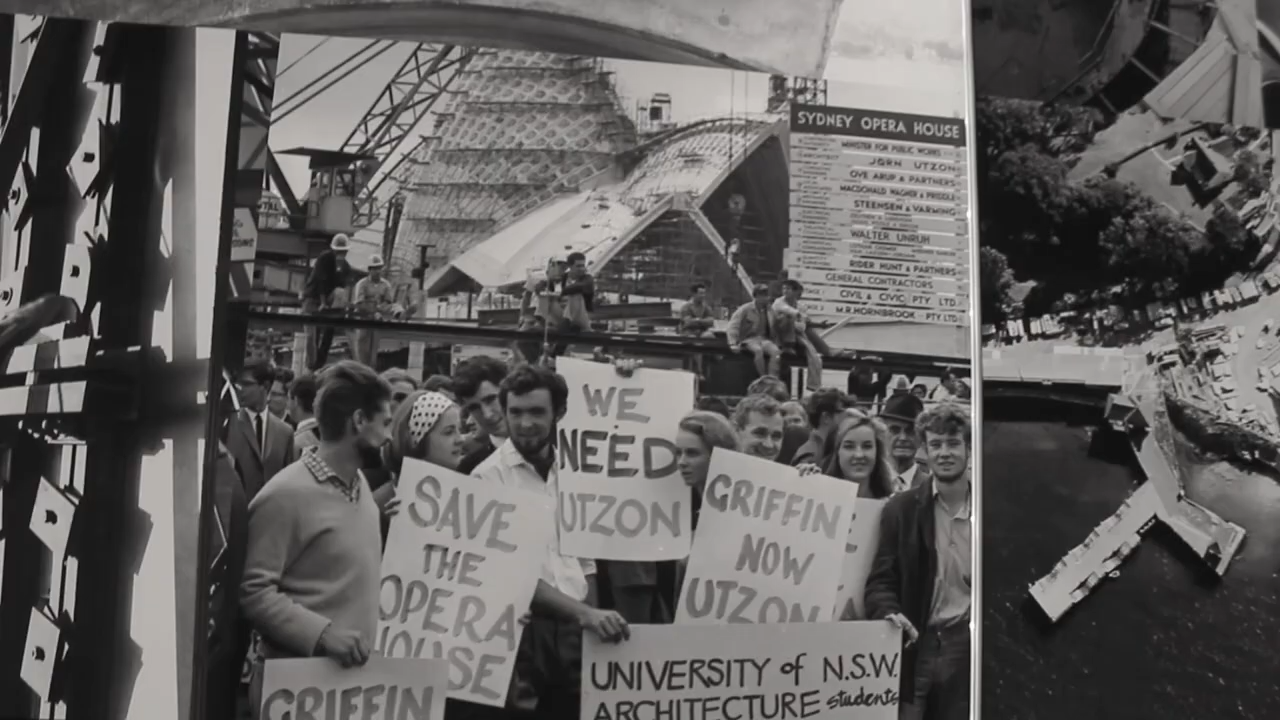 SYDNEY OPERA HOUSE
MINISTER FOR PUBLIC WORKS
JØRN UTZON
OVE ARUP & PARTNERS
MACDONALD WAGNER & PRIDDLE
STEENSEN & VARMING
WALTER UNRUH
RIDER HUNT & PARTNERS
GENERAL CONTRACTORS
CIVIL & CIVIC PTY LTD
M.R. HORNIBROOK PTY LTD
WE
NEED
UTZON
SAVE
THE
OPERA
HOUSE
GRIFFIN
NOW
UTZON
GRIFFIN
UNIVERSITY of N.S.W.
ARCHITECTURE students